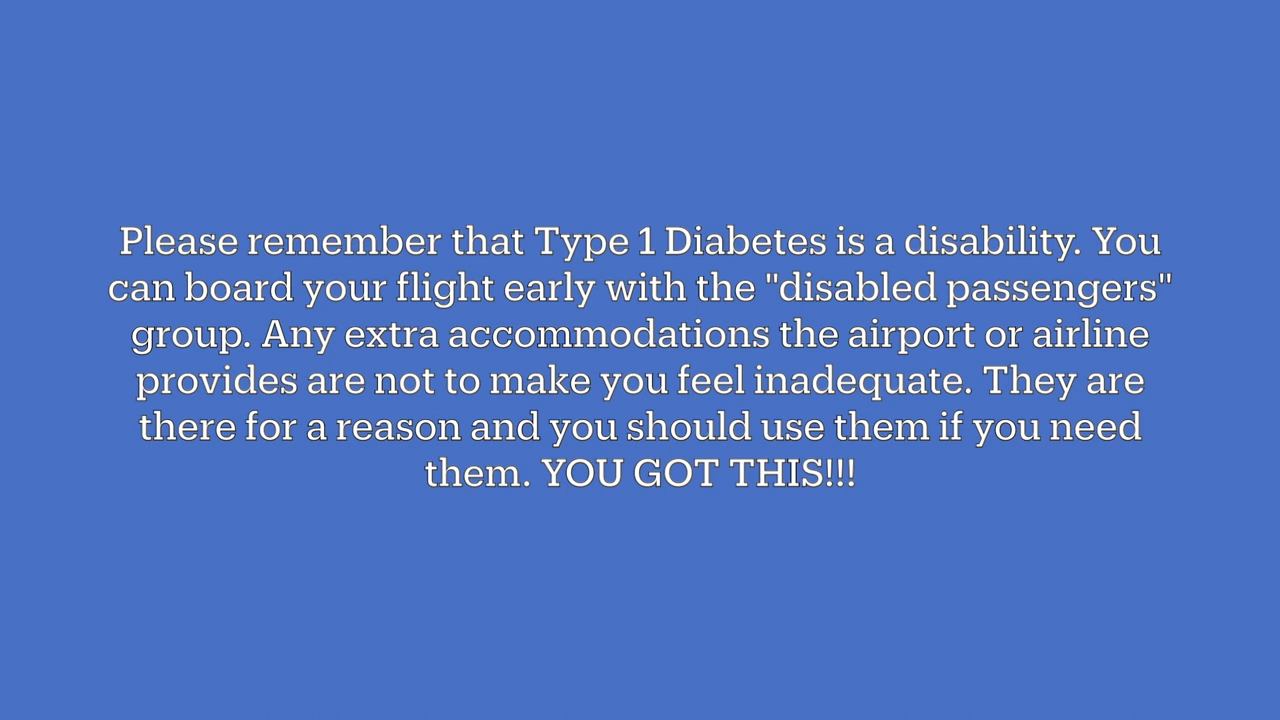 Please remember that Type 1 Diabetes is a disability. You
can board your flight early with the "disabled passengers"
group. Any extra accommodations the airport or airline
provides are not to make you feel inadequate. They are
there for a reason and you should use them if you need
them. YOU GOT THIS!!!